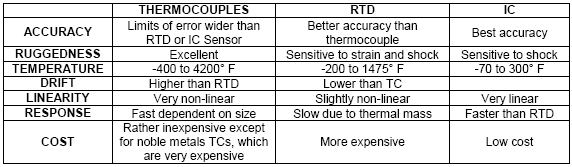 THERMOCOUPLES RTD IC
ACCURACY Limits of error wider than RTD or IC Sensor Better accuracy than thermocouple Best accuracy
RUGGEDNESS Excellent Sensitive to strain and shock Sensitive to shock
TEMPERATURE -400 to 4200° F -200 to 1475° F -70 to 300° F
DRIFT Higher than RTD Lower than TC
LINEARITY Very non-linear Slightly non-linear Very linear
RESPONSE Fast dependent on size Slow due to thermal mass Faster than RTD
COST Rather inexpensive except for noble metals TCs, which are very expensive More expensive Low cost